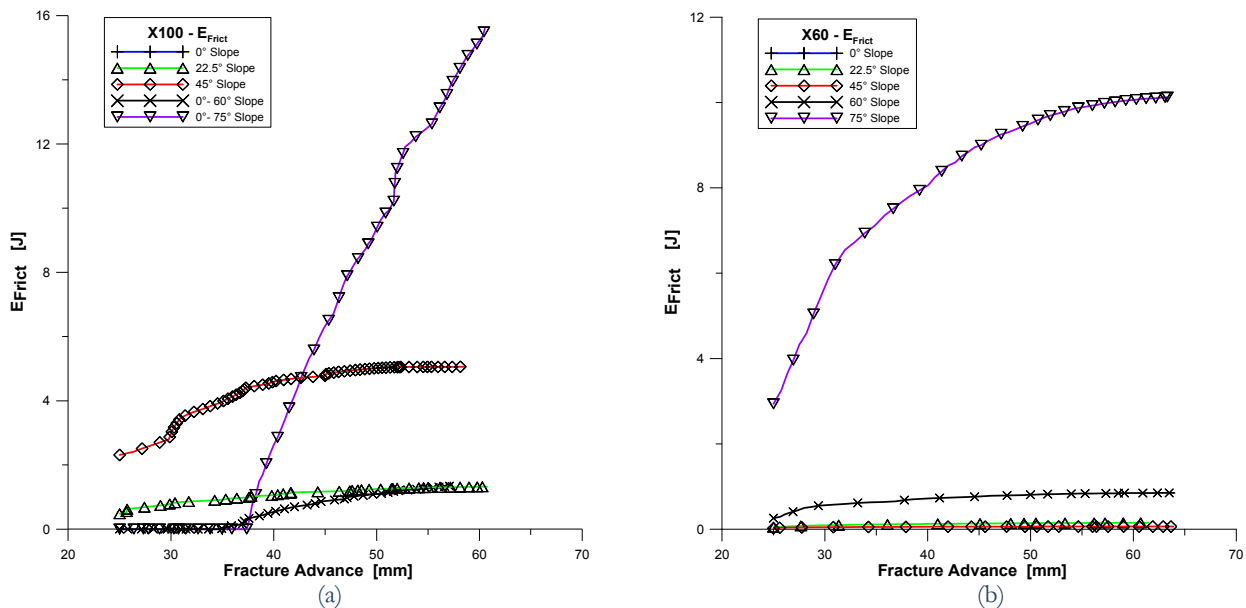 X100 - EFrict
0° Slope
22.5° Slope
45° Slope
0°- 60° Slope
0°- 75° Slope
16
12
8
4
0
EFrict [J]
20 30 40 50 60 70
Fracture Advance [mm]
(a)
X60 - EFrict
0° Slope
22.5° Slope
45° Slope
60° Slope
75° Slope
12
8
4
0
EFrict [J]
20 30 40 50 60 70
Fracture Advance [mm]
(b)